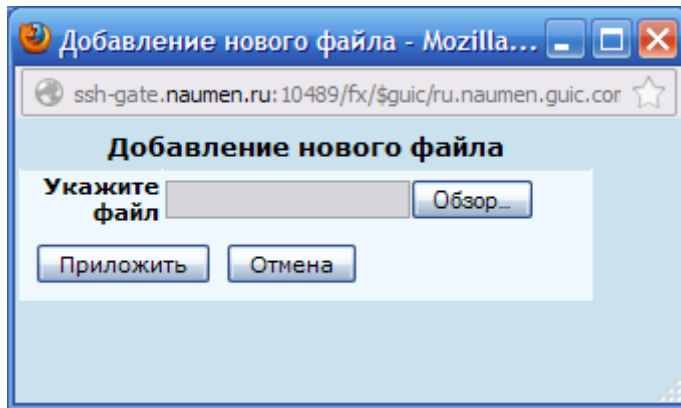 Добавление нового файла - Mozilla...
ssh-gate.naumen.ru:10489/fx/$guic/ru.naumen.guic.cor
Добавление нового файла
Укажите
файл
Обзор...
Приложить Отмена